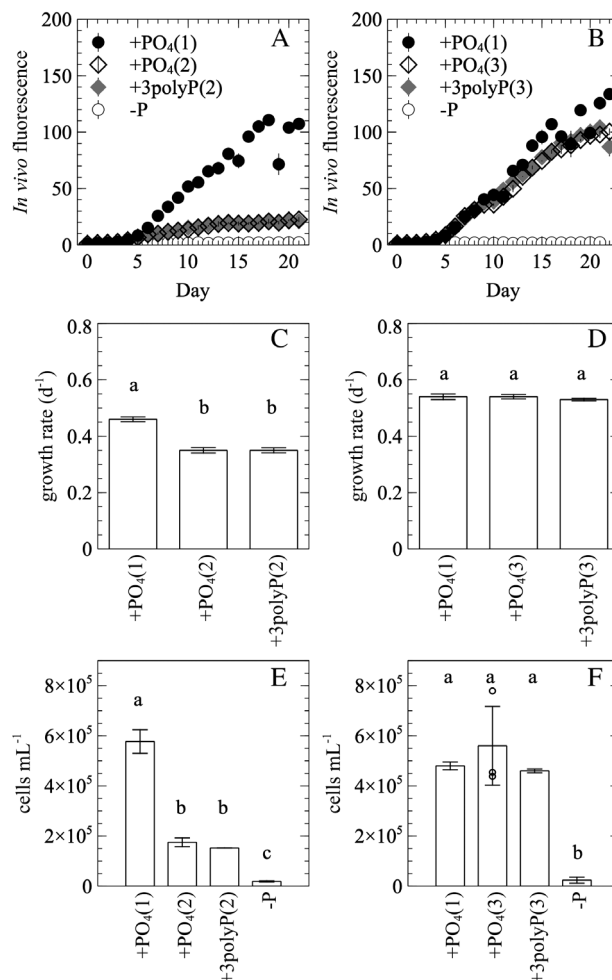 A
+PO₄(1)
+PO₄(2)
+3polyP(2)
-P
200
150
100
50
0
In vivo fluorescence
0 5 10 15 20
Day
B
+PO₄(1)
+PO₄(3)
+3polyP(3)
-P
200
150
100
50
0
In vivo fluorescence
0 5 10 15 20
Day
C
0.8
0.6
0.4
0.2
0
growth rate (d⁻¹)
a b b
+PO₄(1) +PO₄(2) +3polyP(2)
D
0.8
0.6
0.4
0.2
0
growth rate (d⁻¹)
a a a
+PO₄(1) +PO₄(3) +3polyP(3)
E
8×10⁵
6×10⁵
4×10⁵
2×10⁵
0
cells mL⁻¹
a b b c
+PO₄(1) +PO₄(2) +3polyP(2) -P
F
8×10⁵
6×10⁵
4×10⁵
2×10⁵
0
cells mL⁻¹
a a a b
+PO₄(1) +PO₄(3) +3polyP(3) -P